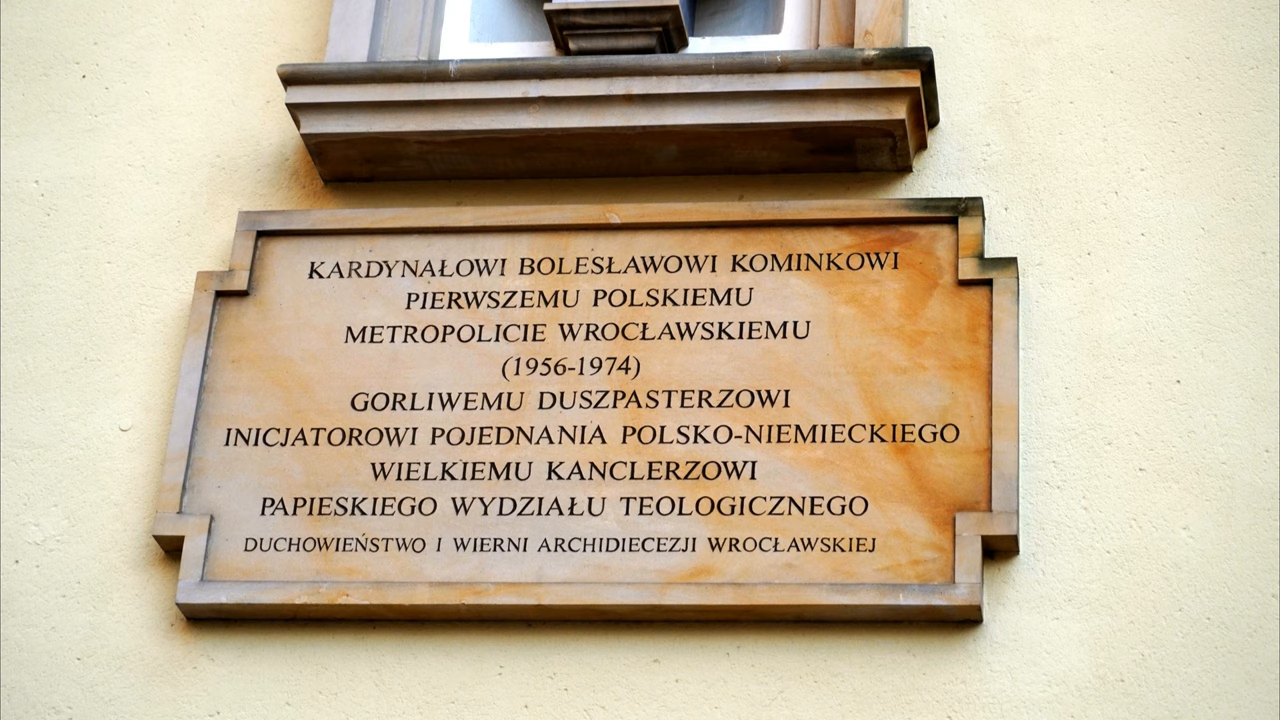 KARDYNAŁOWI BOLESŁAWOWI KOMINKOWI
PIERWSZEMU POLSKIEMU
METROPOLICIE WROCŁAWSKIEMU
(1956-1974)
GORLIWEMU DUSZPASTERZOWI
INICJATOROWI POJEDNANIA POLSKO-NIEMIECKIEGO
WIELKIEMU KANCLERZOWI
PAPIESKIEGO WYDZIAŁU TEOLOGICZNEGO
DUCHOWIEŃSTWO I WIERNI ARCHIDIECEZJI WROCŁAWSKIEJ